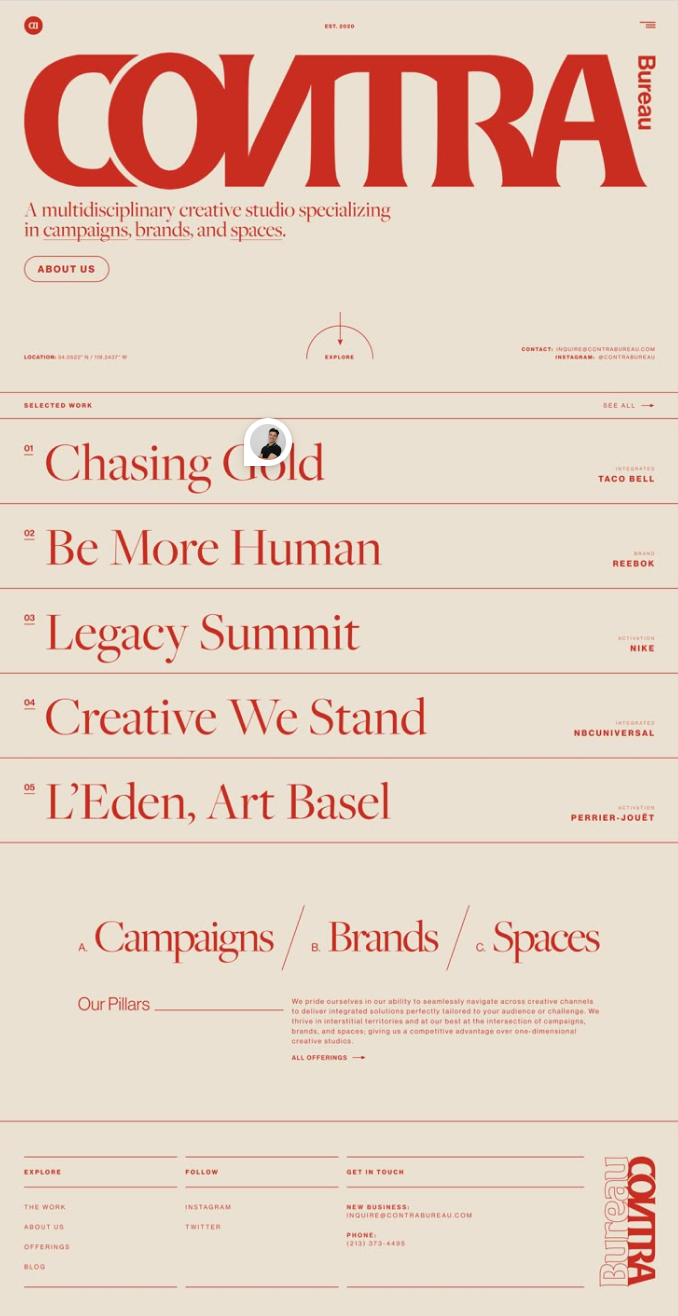 EST. 2020
CONTRA
Bureau
A multidisciplinary creative studio specializing
in campaigns, brands, and spaces.
ABOUT US
LOCATION: 34.0522° N / 118.2437° W
EXPLORE
CONTACT: INQUIRE@CONTRABUREAU.COM
INSTAGRAM: @CONTRABUREAU
SELECTED WORK
SEE ALL
01
Chasing Gold
INTEGRATED
TACO BELL
02
Be More Human
BRAND
REEBOK
03
Legacy Summit
ACTIVATION
NIKE
04
Creative We Stand
INTEGRATED
NBCUNIVERSAL
05
L’Eden, Art Basel
ACTIVATION
PERRIER-JOUËT
A. Campaigns / B. Brands / C. Spaces
Our Pillars
We pride ourselves in our ability to seamlessly navigate across creative channels
to deliver integrated solutions perfectly tailored to your audience or challenge. We
thrive in interstitial territories and at our best at the intersection of campaigns,
brands, and spaces; giving us a competitive advantage over one-dimensional
creative studios.
ALL OFFERINGS
EXPLORE
THE WORK
ABOUT US
OFFERINGS
BLOG
FOLLOW
INSTAGRAM
TWITTER
GET IN TOUCH
NEW BUSINESS:
INQUIRE@CONTRABUREAU.COM
PHONE:
(213) 373-4495
CONTRA
Bureau